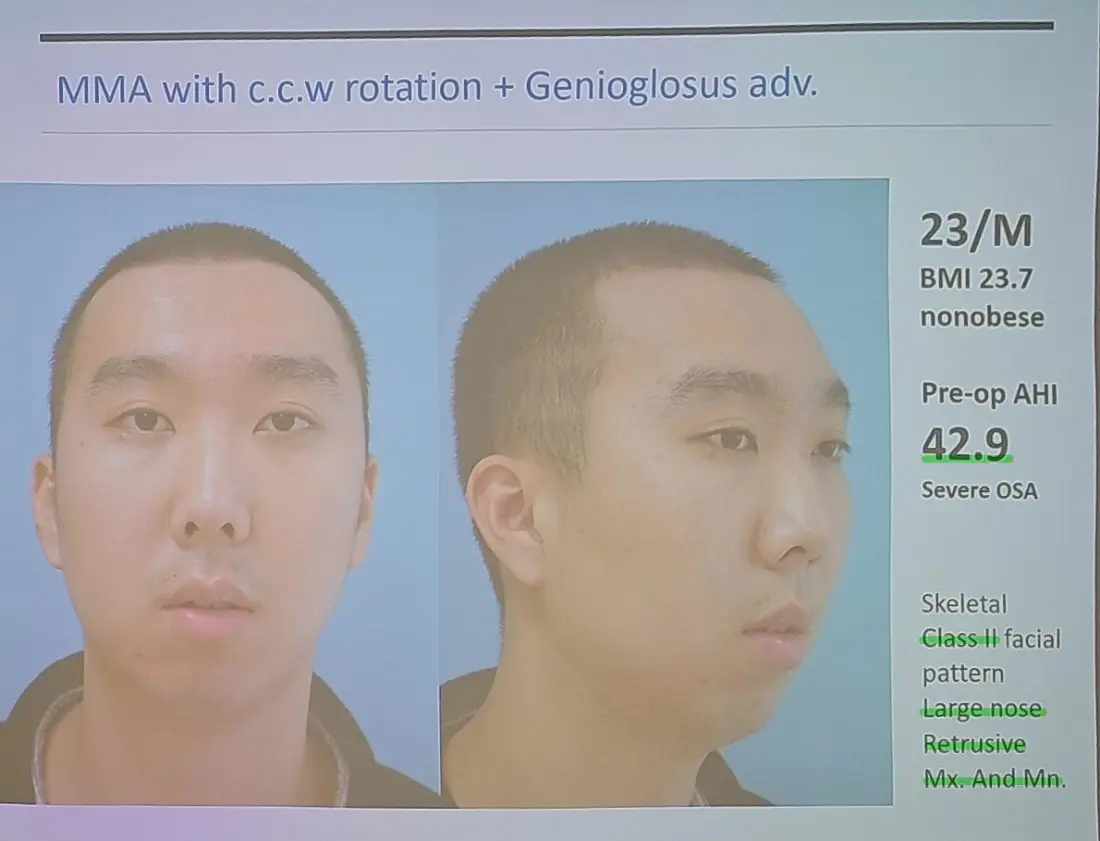 MMA with c.c.w rotation + Genioglosus adv.
23/M
BMI 23.7
nonobese
Pre-op AHI
42.9
Severe OSA
Skeletal
Class II facial
pattern
Large nose
Retrusive
Mx. And Mn.